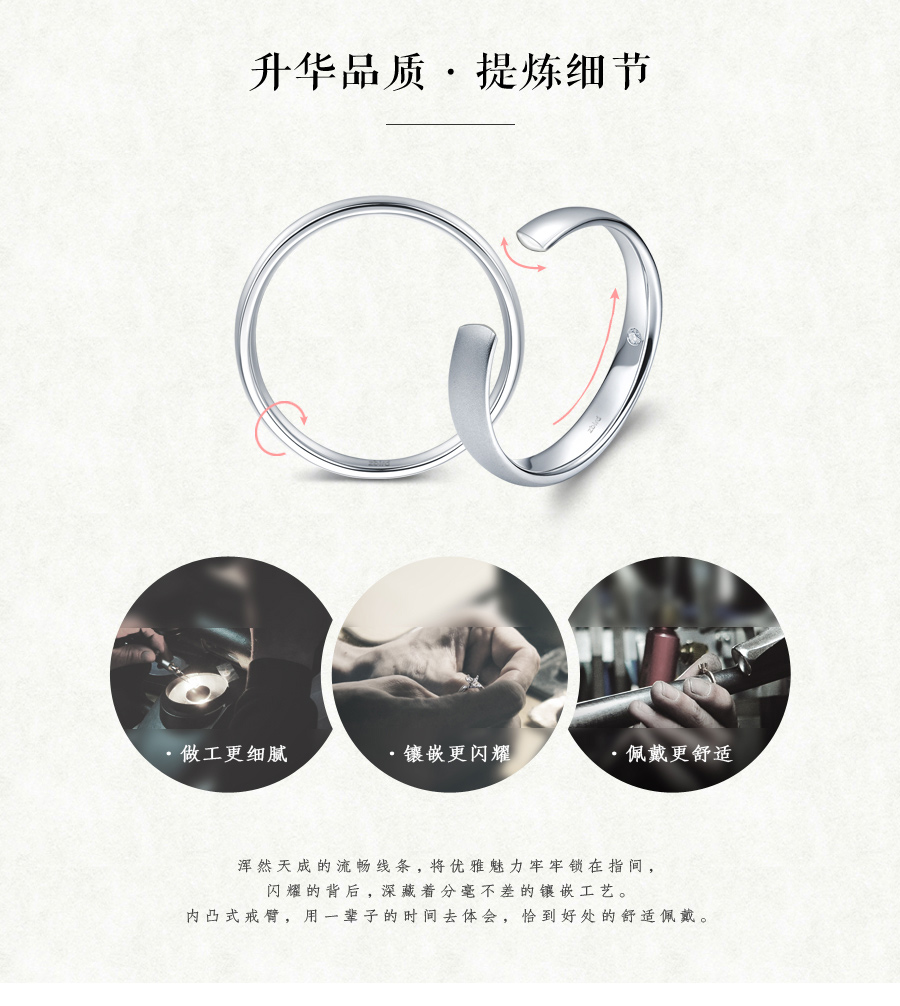 升华品质 · 提炼细节
· 做工更细腻
· 镶嵌更闪耀
· 佩戴更舒适
浑然天成的流畅线条,将优雅魅力牢牢锁在指间,
闪耀的背后,深藏着分毫不差的镶嵌工艺。
内凸式戒臂，用一辈子的时间去体会，恰到好处的舒适佩戴。